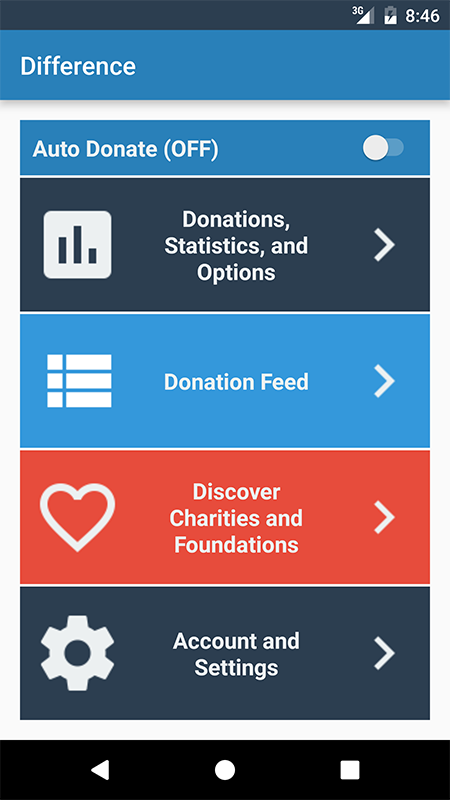 3G 8:46
Difference
Auto Donate (OFF)
Donations,
Statistics, and
Options
Donation Feed
Discover
Charities and
Foundations
Account and
Settings